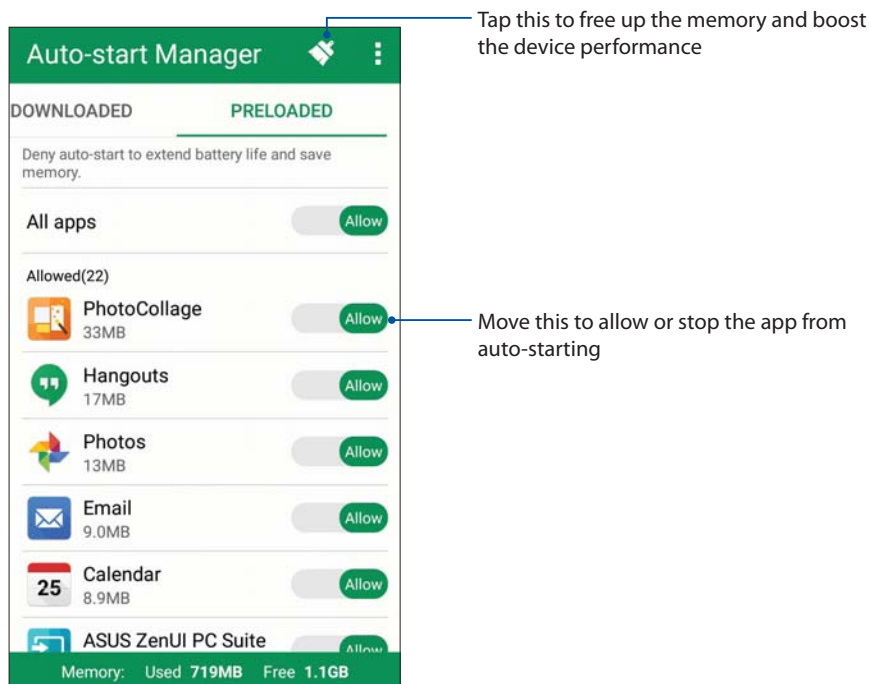 Tap this to free up the memory and boost
the device performance
Auto-start Manager
DOWNLOADED PRELOADED
Deny auto-start to extend battery life and save
memory.
All apps Allow
Allowed(22)
PhotoCollage
33MB
Allow
Move this to allow or stop the app from
auto-starting
Hangouts
17MB
Allow
Photos
13MB
Allow
Email
9.0MB
Allow
25
Calendar
8.9MB
Allow
ASUS ZenUI PC Suite
Allow
Memory: Used 719MB Free 1.1GB